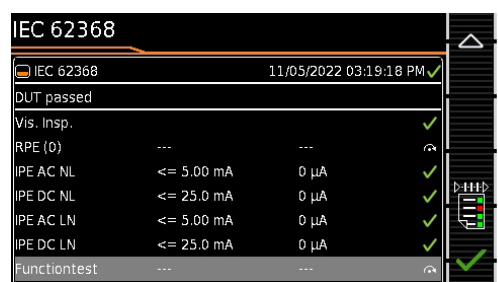 IEC 62368
IEC 62368 11/05/2022 03:19:18 PM
DUT passed
Vis. Insp.
RPE (0) --- ---
IPE AC NL <= 5.00 mA 0 µA
IPE DC NL <= 25.0 mA 0 µA
IPE AC LN <= 5.00 mA 0 µA
IPE DC LN <= 25.0 mA 0 µA
Functiontest --- ---